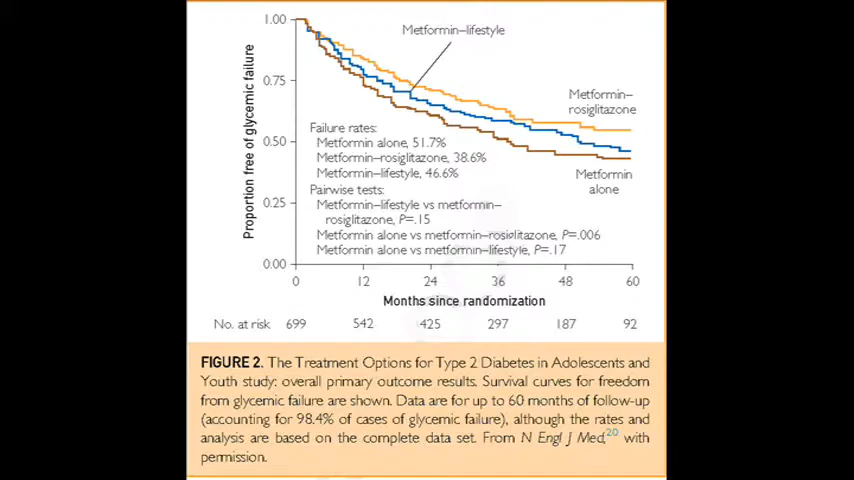 1.00
Metformin–lifestyle
0.75
Metformin–
rosiglitazone
Proportion free of glycemic failure
Failure rates:
0.50
Metformin alone, 51.7%
Metformin–rosiglitazone, 38.6%
Metformin–lifestyle, 46.6%
Metformin
alone
Pairwise tests:
0.25
Metformin–lifestyle vs metformin–
rosiglitazone, P=.15
Metformin alone vs metformin–rosiglitazone, P=.006
Metformin alone vs metformin–lifestyle, P=.17
0.00
0 12 24 36 48 60
Months since randomization
No. at risk 699 542 425 297 187 92
FIGURE 2. The Treatment Options for Type 2 Diabetes in Adolescents and
Youth study: overall primary outcome results. Survival curves for freedom
from glycemic failure are shown. Data are for up to 60 months of follow-up
(accounting for 98.4% of cases of glycemic failure), although the rates and
analysis are based on the complete data set. From N Engl J Med,20 with
permission.